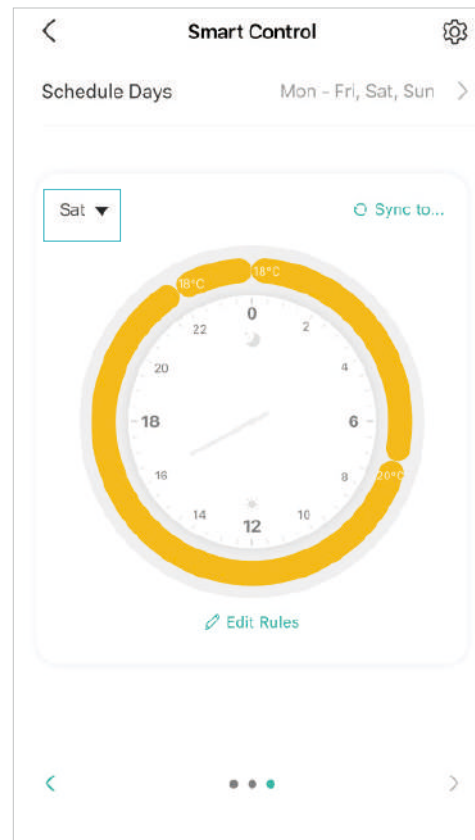 Smart Control
Schedule Days Mon - Fri, Sat, Sun
Sat
Sync to...
18°C 18°C
0
22 2
20 4
18 6
16 8 20°C
14 10
12
Edit Rules